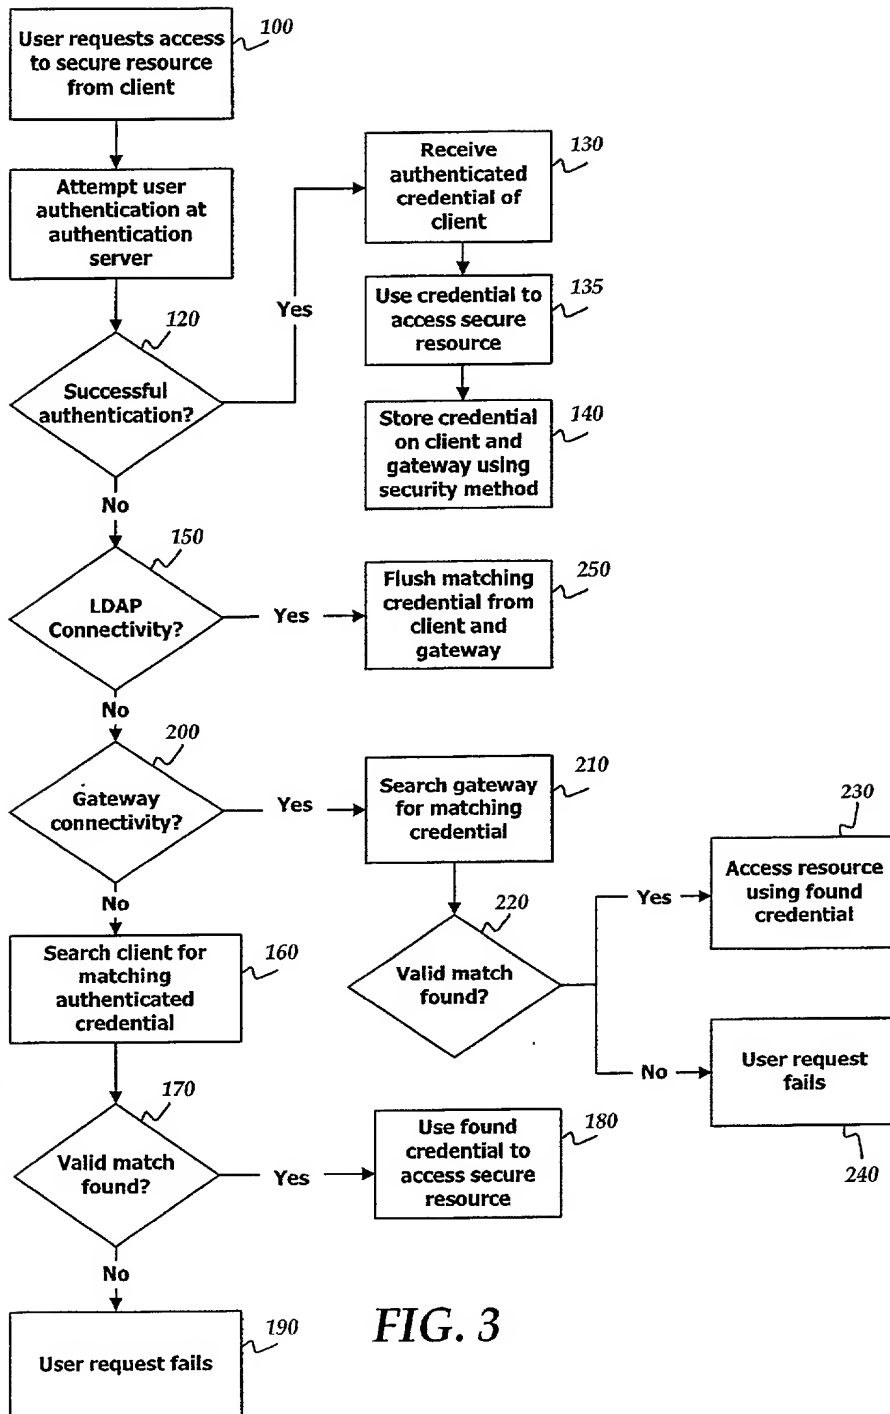 User requests access
to secure resource
from client
100
Attempt user
authentication at
authentication
server
Receive
authenticated
credential of
client
130
Yes
Use credential to
access secure
resource
135
120
Successful
authentication?
Store credential
on client and
gateway using
security method
140
No
150
LDAP
Connectivity?
Yes
Flush matching
credential from
client and
gateway
250
No
200
Gateway
connectivity?
Yes
Search gateway
for matching
credential
210
230
Yes
Access resource
using found
credential
No
220
Valid match
found?
Search client for
matching
authenticated
credential
160
No
User request
fails
240
170
Valid match
found?
Yes
Use found
credential to
access secure
resource
180
No
190
User request fails
FIG. 3